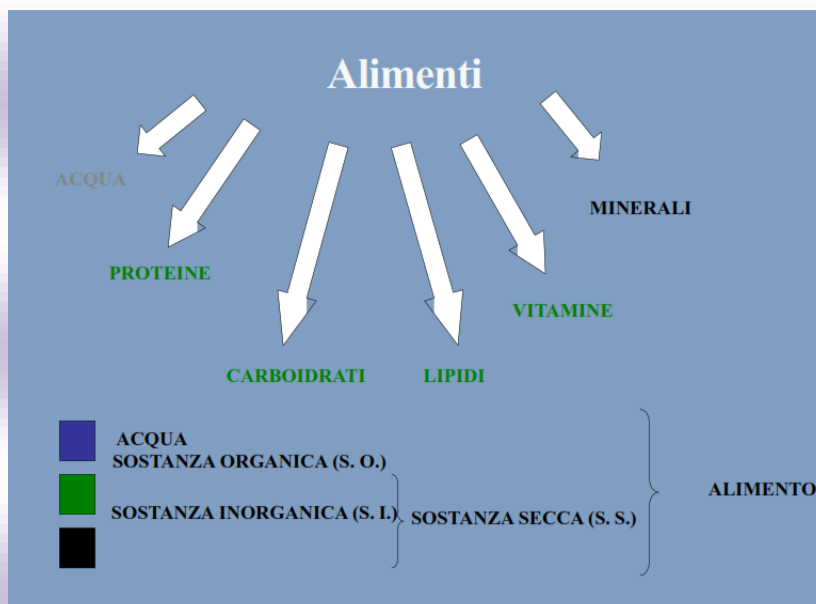 Alimenti
ACQUA
MINERALI
PROTEINE
VITAMINE
CARBOIDRATI
LIPIDI
ACQUA
SOSTANZA ORGANICA (S. O.)
ALIMENTO
SOSTANZA INORGANICA (S. I.)
SOSTANZA SECCA (S. S.)